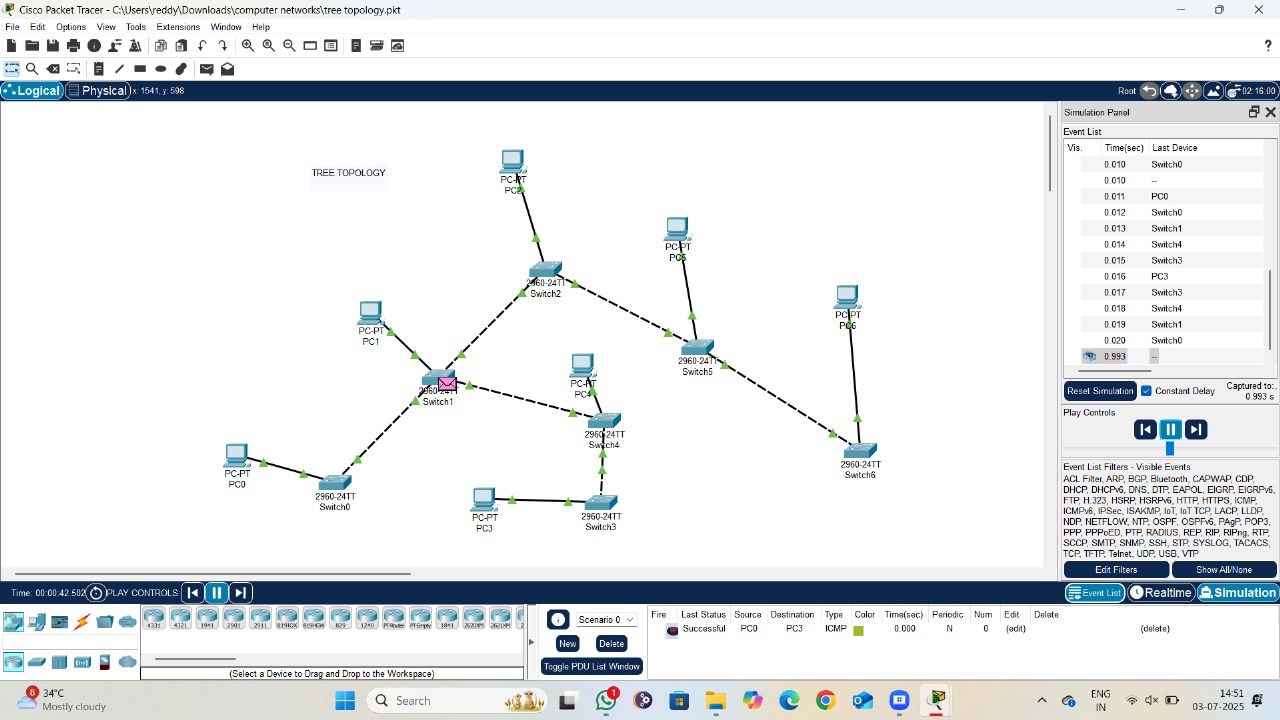 Cisco Packet Tracer - C:\Users\reddy\Downloads\computer networks\tree topology.pkt
File Edit Options View Tools Extensions Window Help
?
Logical Physical x: 1541, y: 598 Root 02:16:00
TREE TOPOLOGY
PC-PT
PC2
PC-PT
PC5
2960-24TT
Switch2
PC-PT
PC6
PC-PT
PC1
2960-24TT
Switch5
PC-PT
PC4
2960-24TT
Switch1
2960-24TT
Switch4
PC-PT
PC0
2960-24TT
Switch6
2960-24TT
Switch0
PC-PT
PC3
2960-24TT
Switch3
Simulation Panel
Event List
Vis. Time(sec) Last Device
0.010 Switch0
0.010 --
0.011 PC0
0.012 Switch0
0.013 Switch1
0.014 Switch4
0.015 Switch3
0.016 PC3
0.017 Switch3
0.018 Switch4
0.019 Switch1
0.020 Switch0
0.993 --
Reset Simulation Constant Delay Captured to:
0.993 s
Play Controls
Event List Filters - Visible Events
ACL Filter, ARP, BGP, Bluetooth, CAPWAP, CDP,
DHCP, DHCPv6, DNS, DTP, EAPOL, EIGRP, EIGRPv6,
FTP, H.323, HSRP, HSRPv6, HTTP, HTTPS, ICMP,
ICMPv6, IPSec, ISAKMP, IoT, IoT TCP, LACP, LLDP,
NDP, NETFLOW, NTP, OSPF, OSPFv6, PAgP, POP3,
PPP, PPPoED, PTP, RADIUS, REP, RIP, RIPng, RTP,
SCCP, SMTP, SNMP, SSH, STP, SYSLOG, TACACS,
TCP, TFTP, Telnet, UDP, USB, VTP
Edit Filters Show All/None
Time: 00:00:42.502 PLAY CONTROLS: Event List Realtime Simulation
4331 4321 1941 2901 2911 819IOX 819HGW 829 1240 PT-Router PT-Empty 1841 2620XM 2621XM
(Select a Device to Drag and Drop to the Workspace)
Scenario 0
New Delete
Toggle PDU List Window
Fire Last Status Source Destination Type Color Time(sec) Periodic Num Edit Delete
Successful PC0 PC3 ICMP 0.000 N 0 (edit) (delete)
8
34°C
Mostly cloudy
Search
1
ENG
IN
14:51
03-07-2025